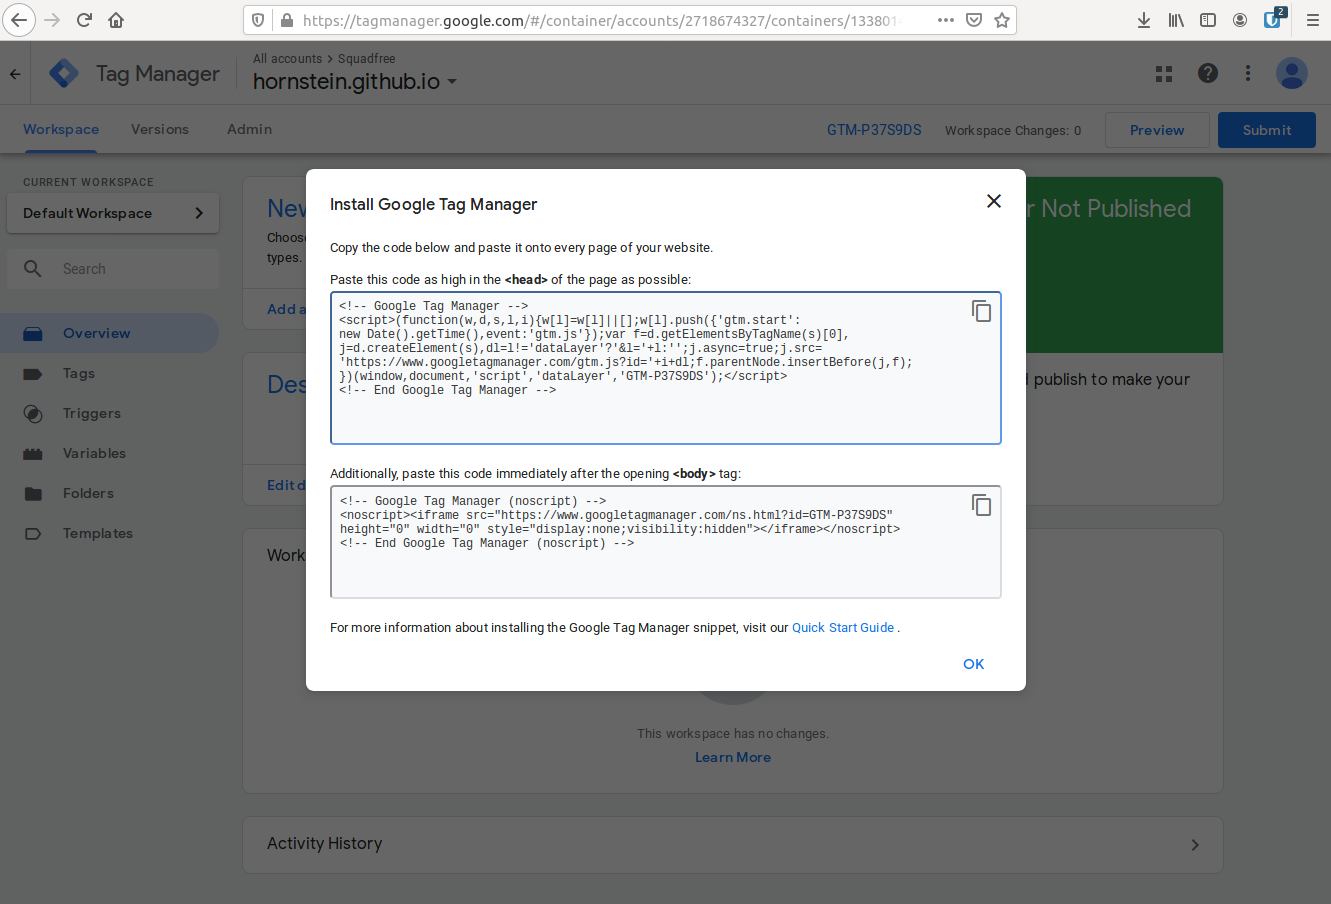 https://tagmanager.google.com/#/container/accounts/2718674327/containers/13380
2
Tag Manager
All accounts > Squadfree
hornstein.github.io
Workspace
Versions
Admin
GTM-P37S9DS
Workspace Changes: 0
Preview
Submit
CURRENT WORKSPACE
Default Workspace
Search
Overview
Tags
Triggers
Variables
Folders
Templates
New
Choose
types.
Add a
Not Published
publish to make your
Des
Edit d
Work
Install Google Tag Manager
Copy the code below and paste it onto every page of your website.
Paste this code as high in the <head> of the page as possible:
<!-- Google Tag Manager -->
<script>(function(w,d,s,l,i){w[l]=w[l]||[];w[l].push({'gtm.start':
new Date().getTime(),event:'gtm.js'});var f=d.getElementsByTagName(s)[0],
j=d.createElement(s),dl=l!='dataLayer'?'&l='+l:'';j.async=true;j.src=
'https://www.googletagmanager.com/gtm.js?id='+i+dl;f.parentNode.insertBefore(j,f);
})(window,document,'script','dataLayer','GTM-P37S9DS');</script>
<!-- End Google Tag Manager -->
Additionally, paste this code immediately after the opening <body> tag:
<!-- Google Tag Manager (noscript) -->
<noscript><iframe src="https://www.googletagmanager.com/ns.html?id=GTM-P37S9DS"
height="0" width="0" style="display:none;visibility:hidden"></iframe></noscript>
<!-- End Google Tag Manager (noscript) -->
For more information about installing the Google Tag Manager snippet, visit our Quick Start Guide .
OK
This workspace has no changes.
Learn More
Activity History